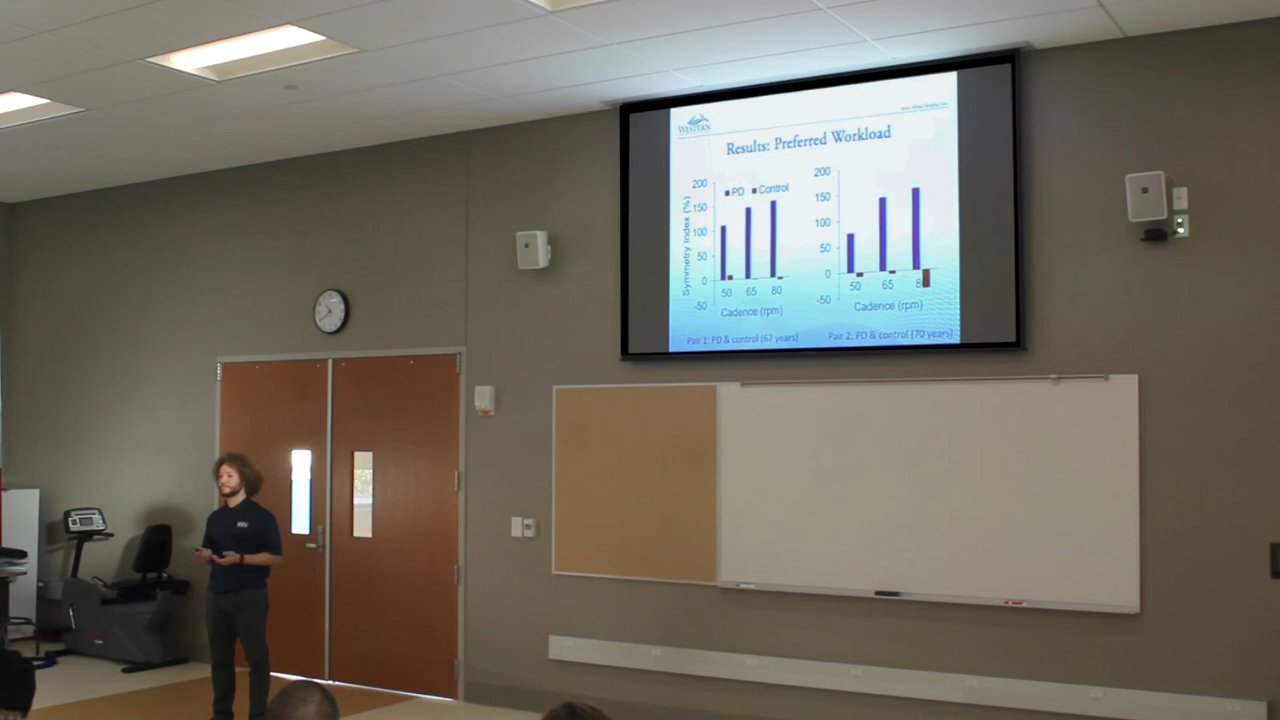 WESTERN
Results: Preferred Workload
PD Control
Symmetry Index (%)
200
150
100
50
0
-50
50 65 80
Cadence (rpm)
Pair 1: PD & control (67 years)
200
150
100
50
0
-50
50 65 80
Cadence (rpm)
Pair 2: PD & control (70 years)